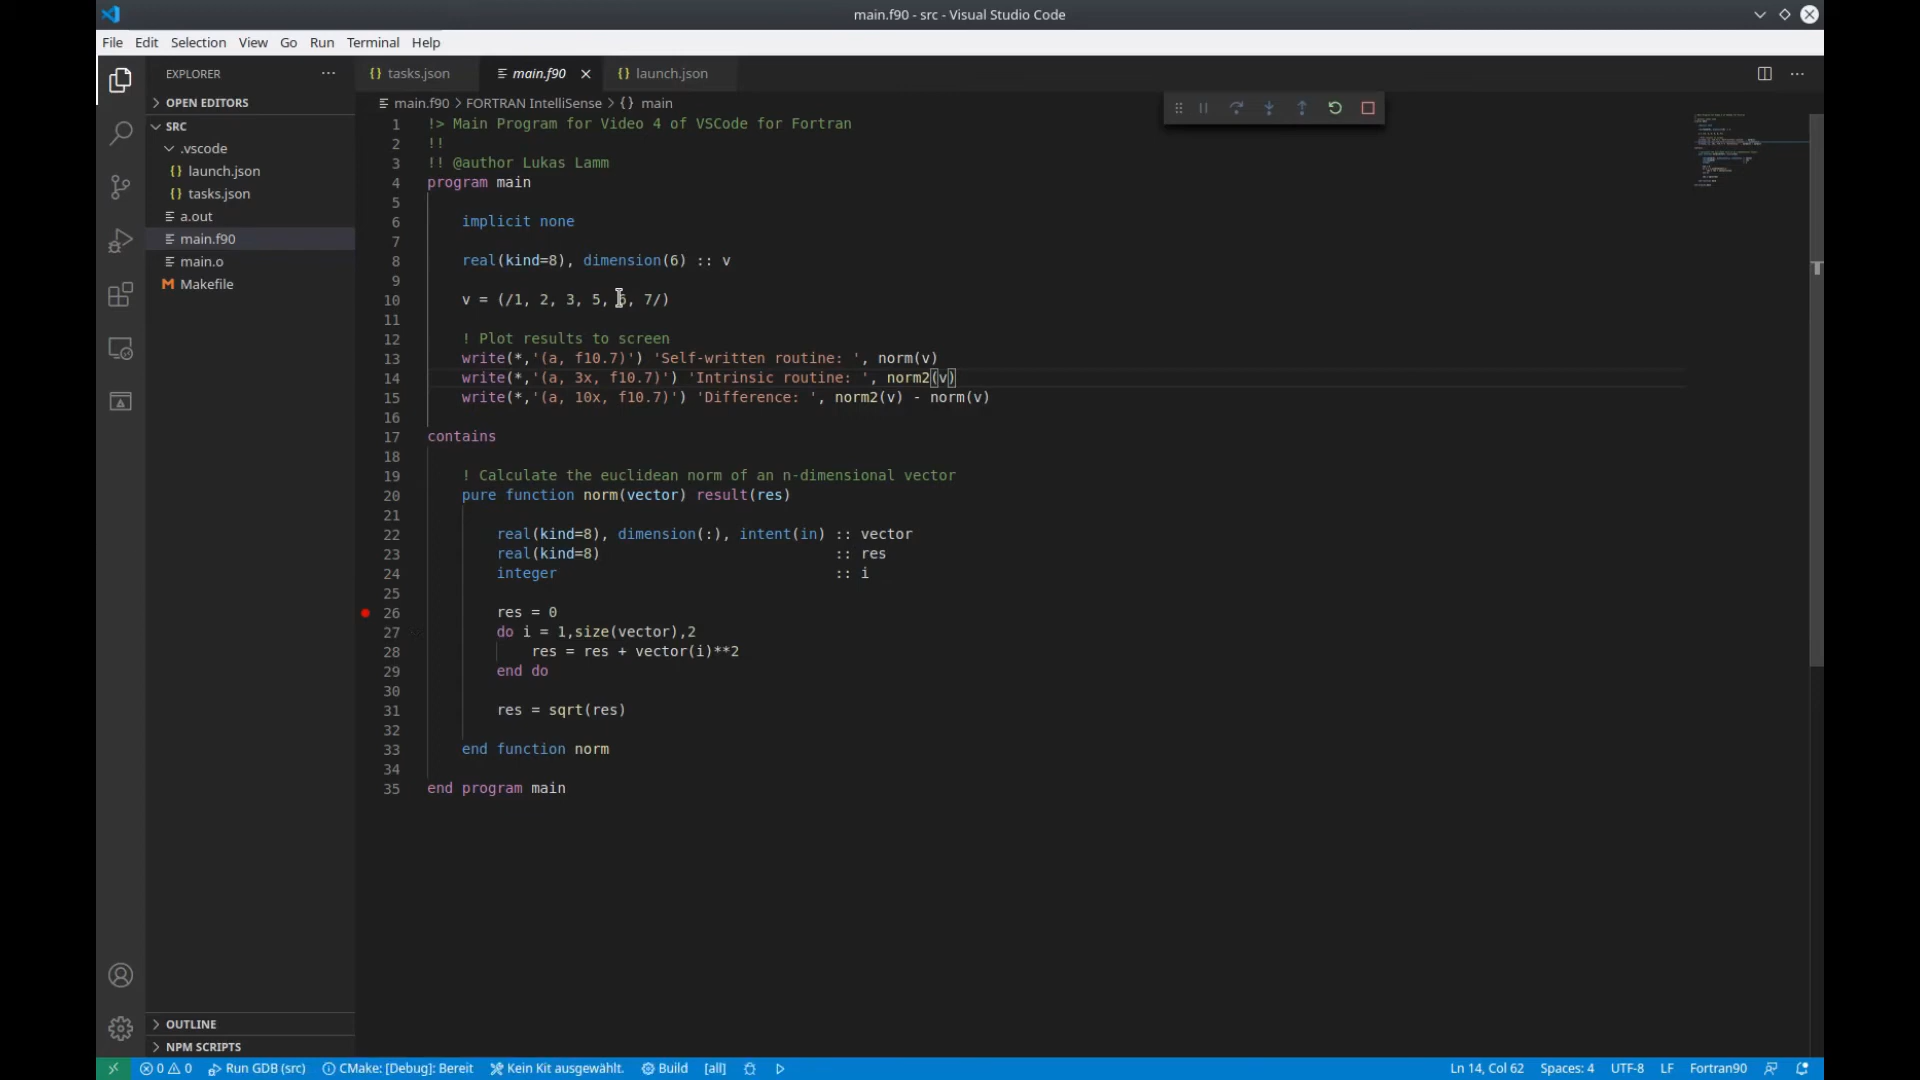 main.f90 - src - Visual Studio Code
File Edit Selection View Go Run Terminal Help
EXPLORER
OPEN EDITORS
SRC
.vscode
launch.json
tasks.json
a.out
main.f90
main.o
Makefile
OUTLINE
NPM SCRIPTS
tasks.json main.f90 launch.json
main.f90 > FORTRAN IntelliSense > {} main
1 !> Main Program for Video 4 of VSCode for Fortran
2 !!
3 !! @author Lukas Lamm
4 program main
5
6 implicit none
7
8 real(kind=8), dimension(6) :: v
9
10 v = (/1, 2, 3, 5, 6, 7/)
11
12 ! Plot results to screen
13 write(*,'(a, f10.7)') 'Self-written routine: ', norm(v)
14 write(*,'(a, 3x, f10.7)') 'Intrinsic routine: ', norm2(v)
15 write(*,'(a, 10x, f10.7)') 'Difference: ', norm2(v) - norm(v)
16
17 contains
18
19 ! Calculate the euclidean norm of an n-dimensional vector
20 pure function norm(vector) result(res)
21
22 real(kind=8), dimension(:), intent(in) :: vector
23 real(kind=8) :: res
24 integer :: i
25
26 res = 0
27 do i = 1,size(vector),2
28 res = res + vector(i)**2
29 end do
30
31 res = sqrt(res)
32
33 end function norm
34
35 end program main
0 0 Run GDB (src) CMake: [Debug]: Bereit Kein Kit ausgewählt. Build [all] Ln 14, Col 62 Spaces: 4 UTF-8 LF Fortran90